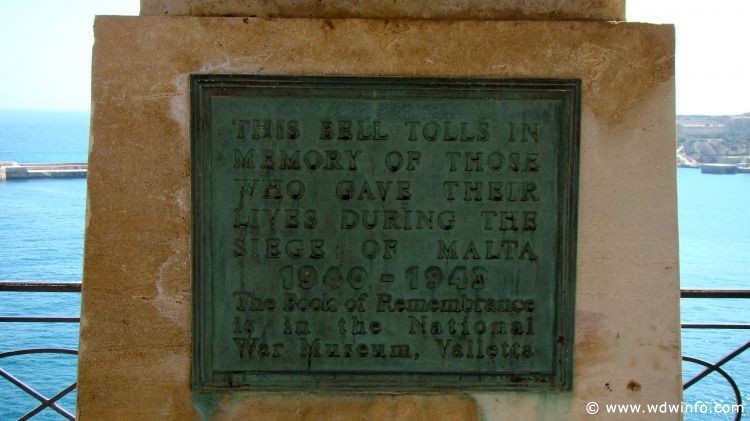 THIS BELL TOLLS IN
MEMORY OF THOSE
WHO GAVE THEIR
LIVES DURING THE
SIEGE OF MALTA
1940 - 1943
The Book of Remembrance
is in the National
War Museum, Valletta
© www.wdwinfo.com